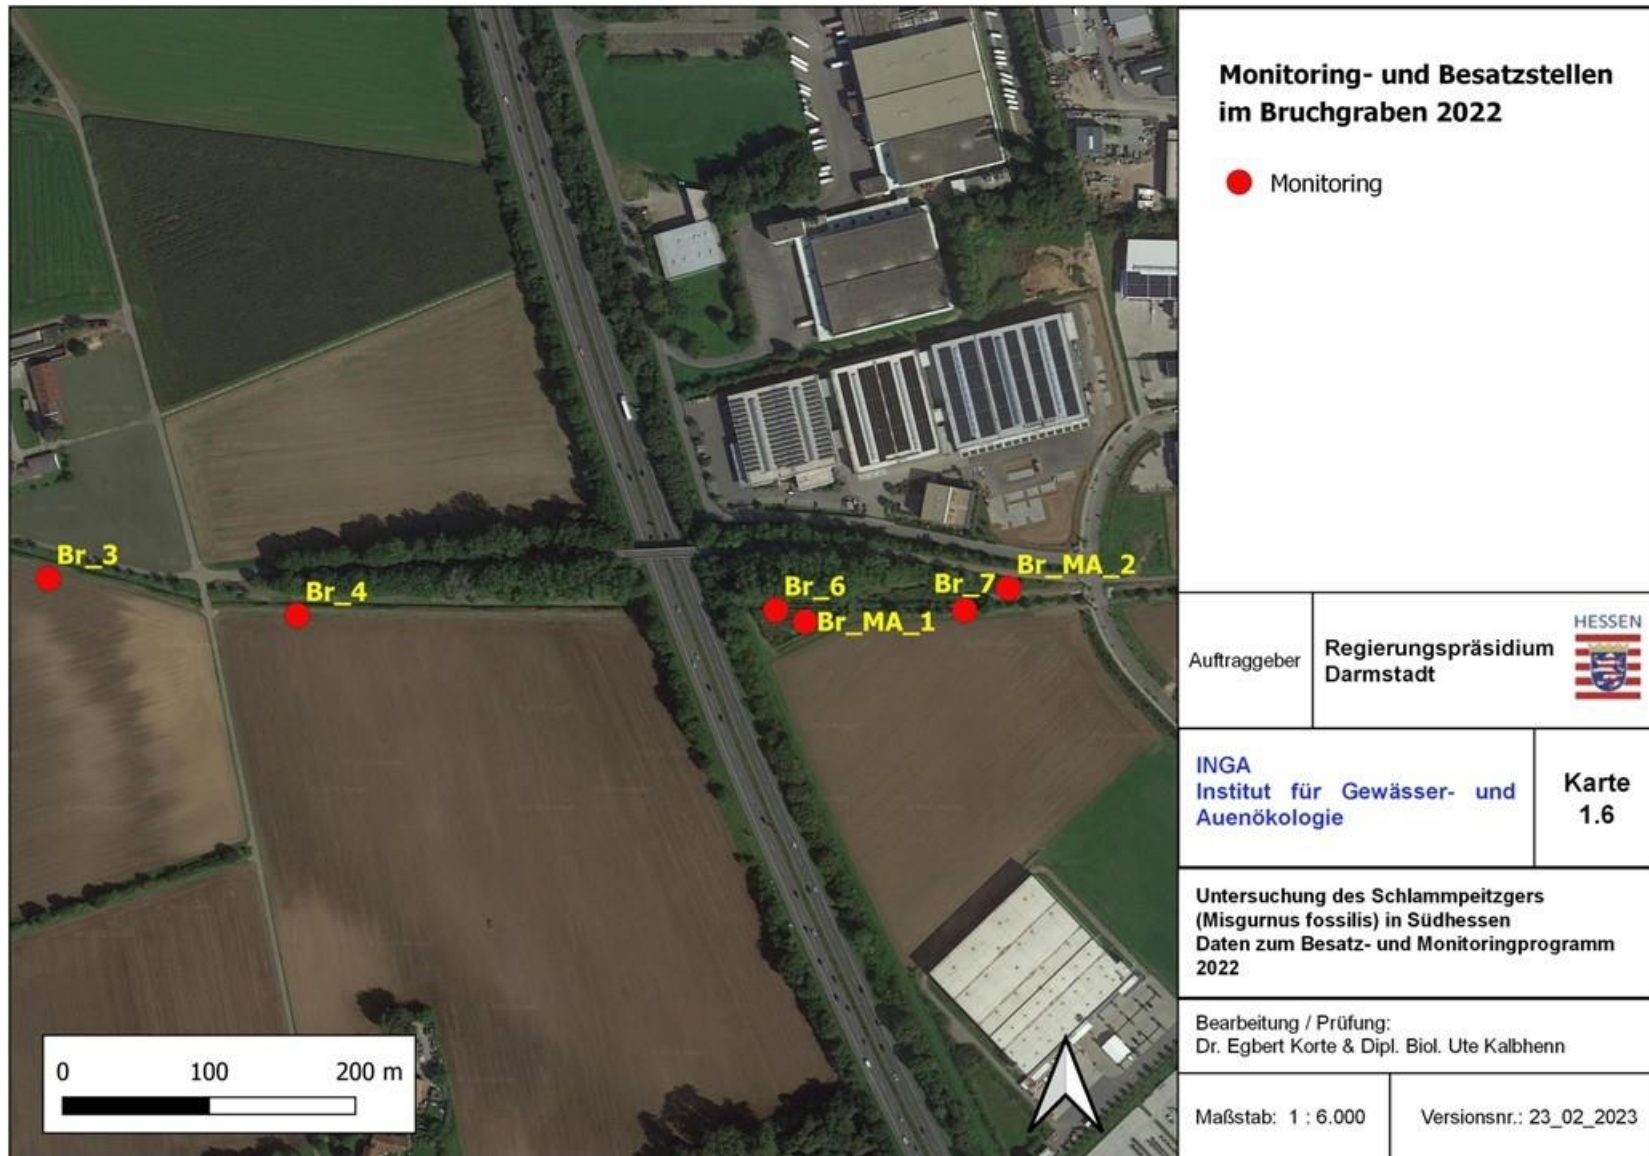 Monitoring- und Besatzstellen
im Bruchgraben 2022
Monitoring
Br_3
Br_4
Br_6
Br_MA_1
Br_7
Br_MA_2
0 100 200 m
Auftraggeber
Regierungspräsidium
Darmstadt
HESSEN
INGA
Institut für Gewässer- und
Auenökologie
Karte
1.6
Untersuchung des Schlammpeitzgers
(Misgurnus fossilis) in Südhessen
Daten zum Besatz- und Monitoringprogramm
2022
Bearbeitung / Prüfung:
Dr. Egbert Korte & Dipl. Biol. Ute Kalbhenn
Maßstab: 1 : 6.000
Versionsnr.: 23_02_2023